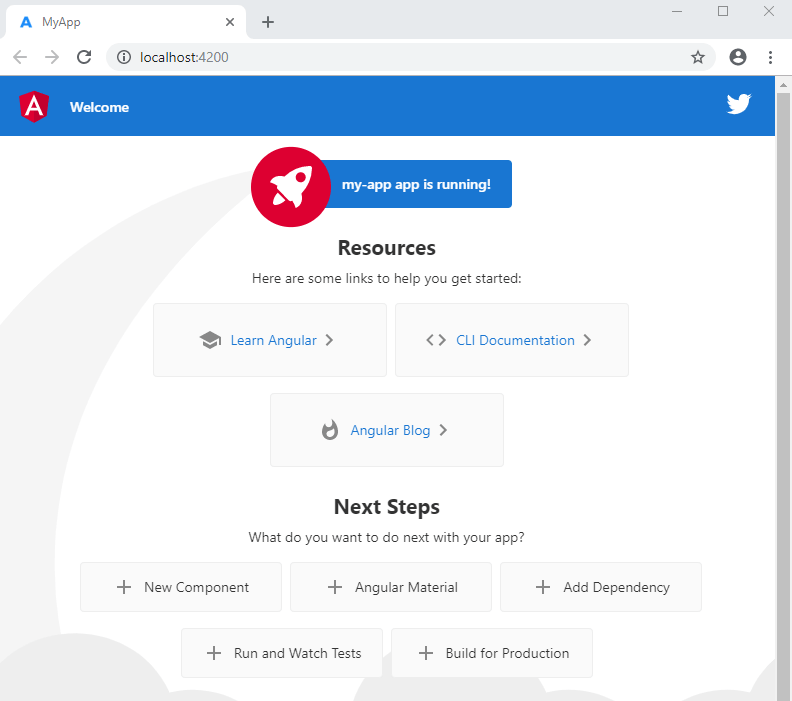 MyApp
localhost:4200
Welcome
my-app app is running!
Resources
Here are some links to help you get started:
Learn Angular
CLI Documentation
Angular Blog
Next Steps
What do you want to do next with your app?
New Component
Angular Material
Add Dependency
Run and Watch Tests
Build for Production